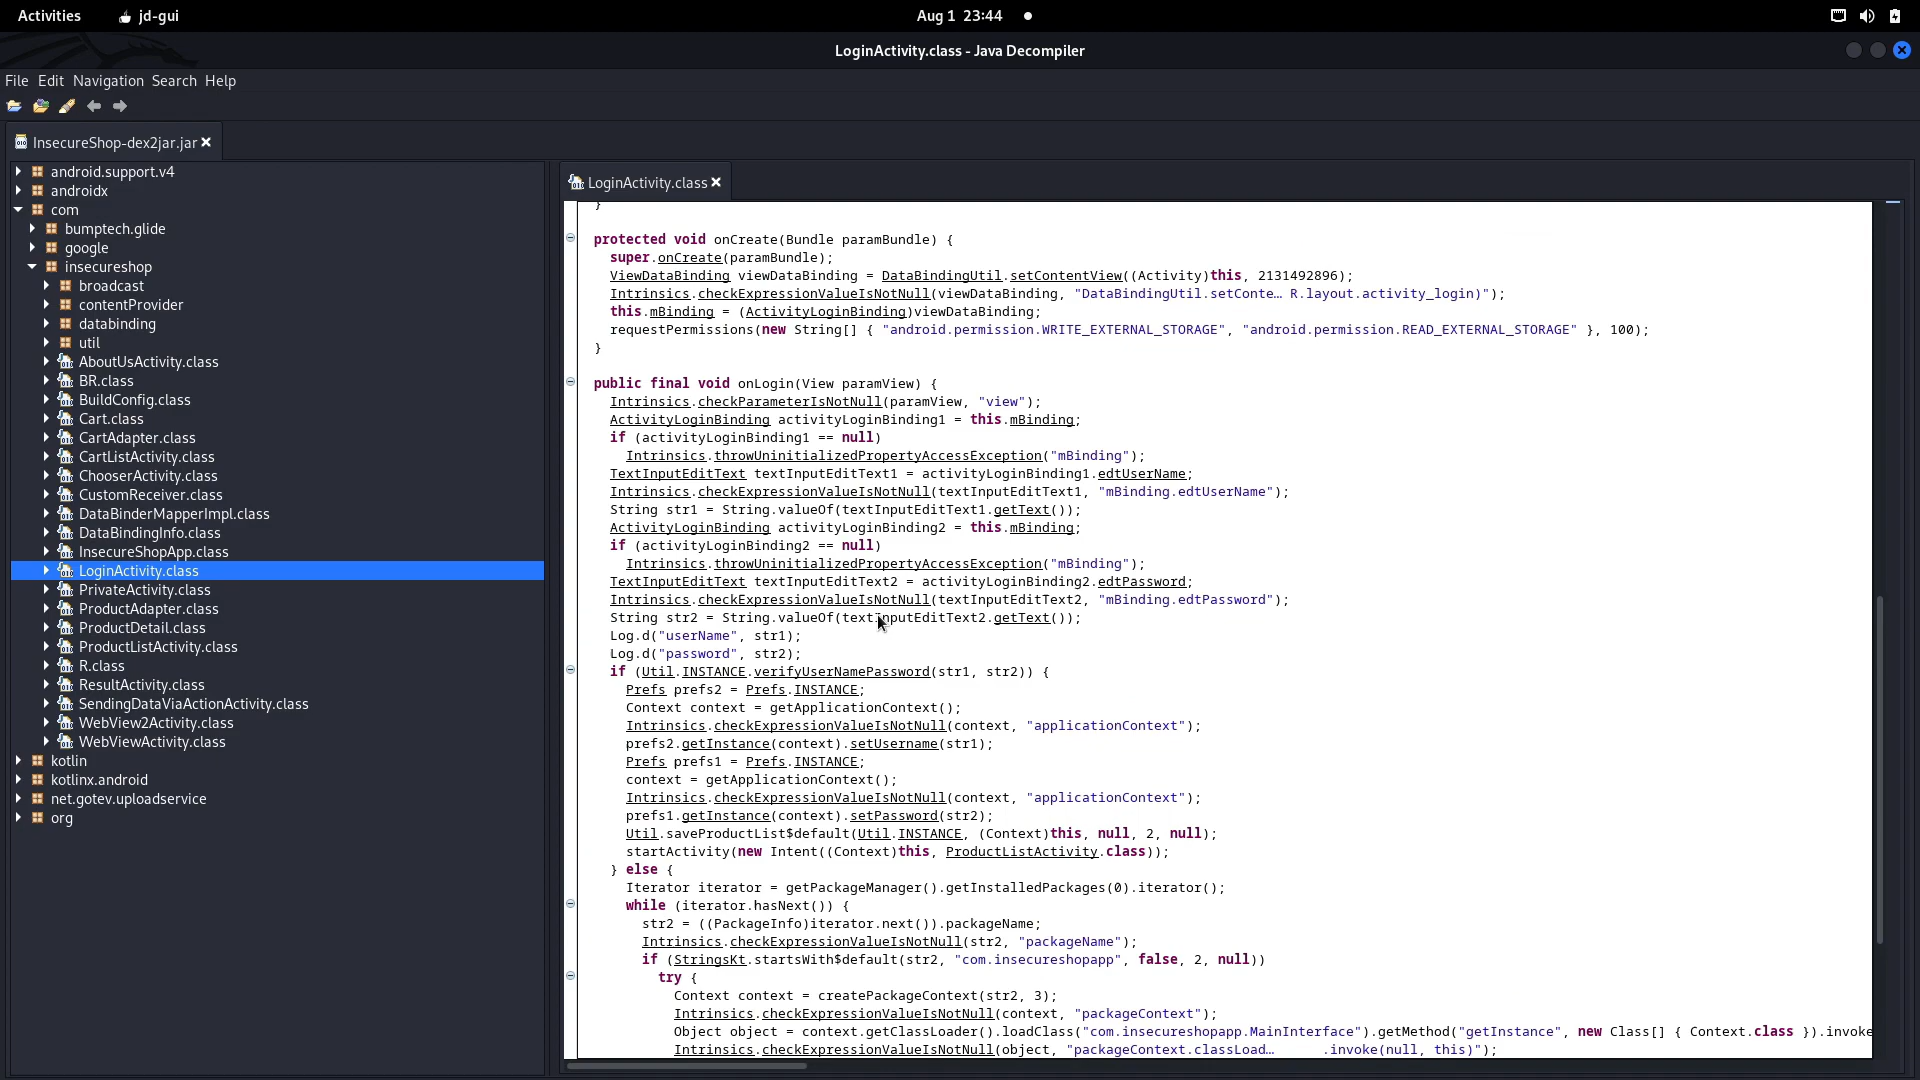 Activities
jd-gui
Aug 1 23:44
LoginActivity.class - Java Decompiler
File Edit Navigation Search Help
InsecureShop-dex2jar.jar
android.support.v4
androidx
com
bumptech.glide
google
insecureshop
broadcast
contentProvider
databinding
util
AboutUsActivity.class
BR.class
BuildConfig.class
Cart.class
CartAdapter.class
CartListActivity.class
ChooserActivity.class
CustomReceiver.class
DataBinderMapperImpl.class
DataBindingInfo.class
InsecureShopApp.class
LoginActivity.class
PrivateActivity.class
ProductAdapter.class
ProductDetail.class
ProductListActivity.class
R.class
ResultActivity.class
SendingDataViaActionActivity.class
WebView2Activity.class
WebViewActivity.class
kotlin
kotlinx.android
net.gotev.uploadservice
org
LoginActivity.class
}
protected void onCreate(Bundle paramBundle) {
super.onCreate(paramBundle);
ViewDataBinding viewDataBinding = DataBindingUtil.setContentView((Activity)this, 2131492896);
Intrinsics.checkExpressionValueIsNotNull(viewDataBinding, "DataBindingUtil.setConte… R.layout.activity_login)");
this.mBinding = (ActivityLoginBinding)viewDataBinding;
requestPermissions(new String[] { "android.permission.WRITE_EXTERNAL_STORAGE", "android.permission.READ_EXTERNAL_STORAGE" }, 100);
}
public final void onLogin(View paramView) {
Intrinsics.checkParameterIsNotNull(paramView, "view");
ActivityLoginBinding activityLoginBinding1 = this.mBinding;
if (activityLoginBinding1 == null)
Intrinsics.throwUninitializedPropertyAccessException("mBinding");
TextInputEditText textInputEditText1 = activityLoginBinding1.edtUserName;
Intrinsics.checkExpressionValueIsNotNull(textInputEditText1, "mBinding.edtUserName");
String str1 = String.valueOf(textInputEditText1.getText());
ActivityLoginBinding activityLoginBinding2 = this.mBinding;
if (activityLoginBinding2 == null)
Intrinsics.throwUninitializedPropertyAccessException("mBinding");
TextInputEditText textInputEditText2 = activityLoginBinding2.edtPassword;
Intrinsics.checkExpressionValueIsNotNull(textInputEditText2, "mBinding.edtPassword");
String str2 = String.valueOf(textInputEditText2.getText());
Log.d("userName", str1);
Log.d("password", str2);
if (Util.INSTANCE.verifyUserNamePassword(str1, str2)) {
Prefs prefs2 = Prefs.INSTANCE;
Context context = getApplicationContext();
Intrinsics.checkExpressionValueIsNotNull(context, "applicationContext");
prefs2.getInstance(context).setUsername(str1);
Prefs prefs1 = Prefs.INSTANCE;
context = getApplicationContext();
Intrinsics.checkExpressionValueIsNotNull(context, "applicationContext");
prefs1.getInstance(context).setPassword(str2);
Util.saveProductList$default(Util.INSTANCE, (Context)this, null, 2, null);
startActivity(new Intent((Context)this, ProductListActivity.class));
} else {
Iterator iterator = getPackageManager().getInstalledPackages(0).iterator();
while (iterator.hasNext()) {
str2 = ((PackageInfo)iterator.next()).packageName;
Intrinsics.checkExpressionValueIsNotNull(str2, "packageName");
if (StringsKt.startsWith$default(str2, "com.insecureshopapp", false, 2, null))
try {
Context context = createPackageContext(str2, 3);
Intrinsics.checkExpressionValueIsNotNull(context, "packageContext");
Object object = context.getClassLoader().loadClass("com.insecureshopapp.MainInterface").getMethod("getInstance", new Class[] { Context.class }).invoke
Intrinsics.checkExpressionValueIsNotNull(object, "packageContext.classLoad… .invoke(null, this)");